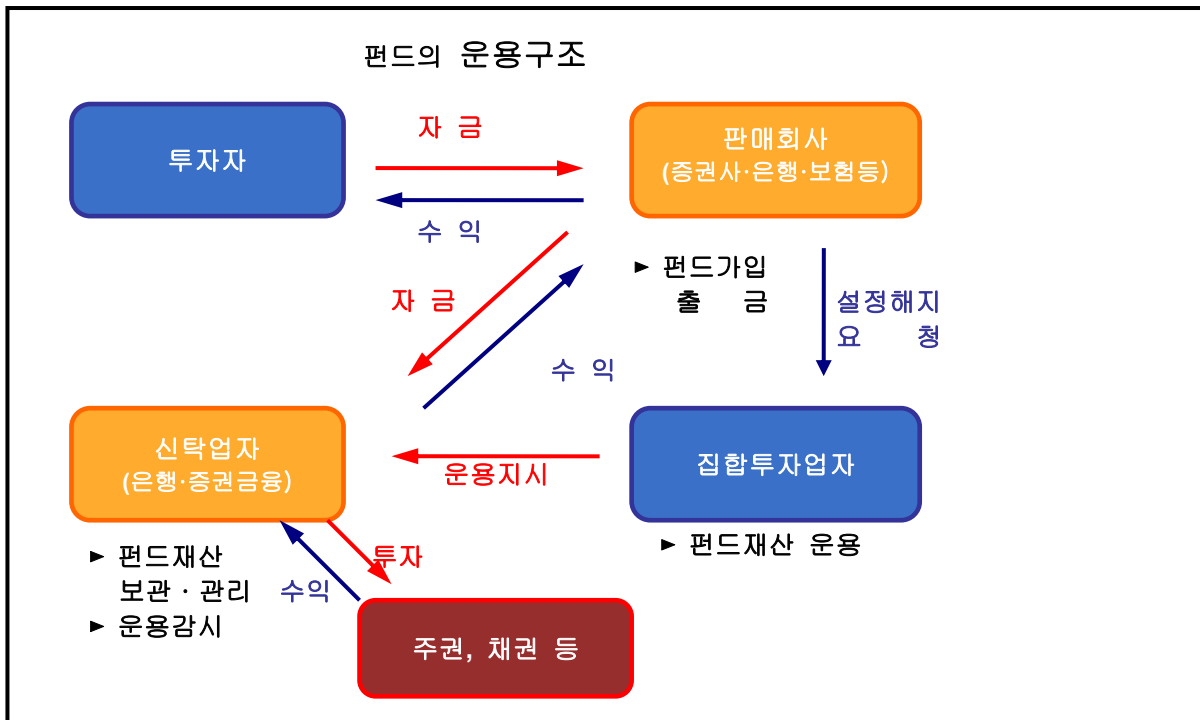 펀드의 운용구조
자 금
투자자
판매회사
(증권사·은행·보험등)
수 익
► 펀드가입
출 금
설정해지
요 청
자 금
수 익
신탁업자
(은행·증권금융)
집합투자업자
운용지시
► 펀드재산 운용
► 펀드재산
보관 · 관리
► 운용감시
투자
수익
주권, 채권 등